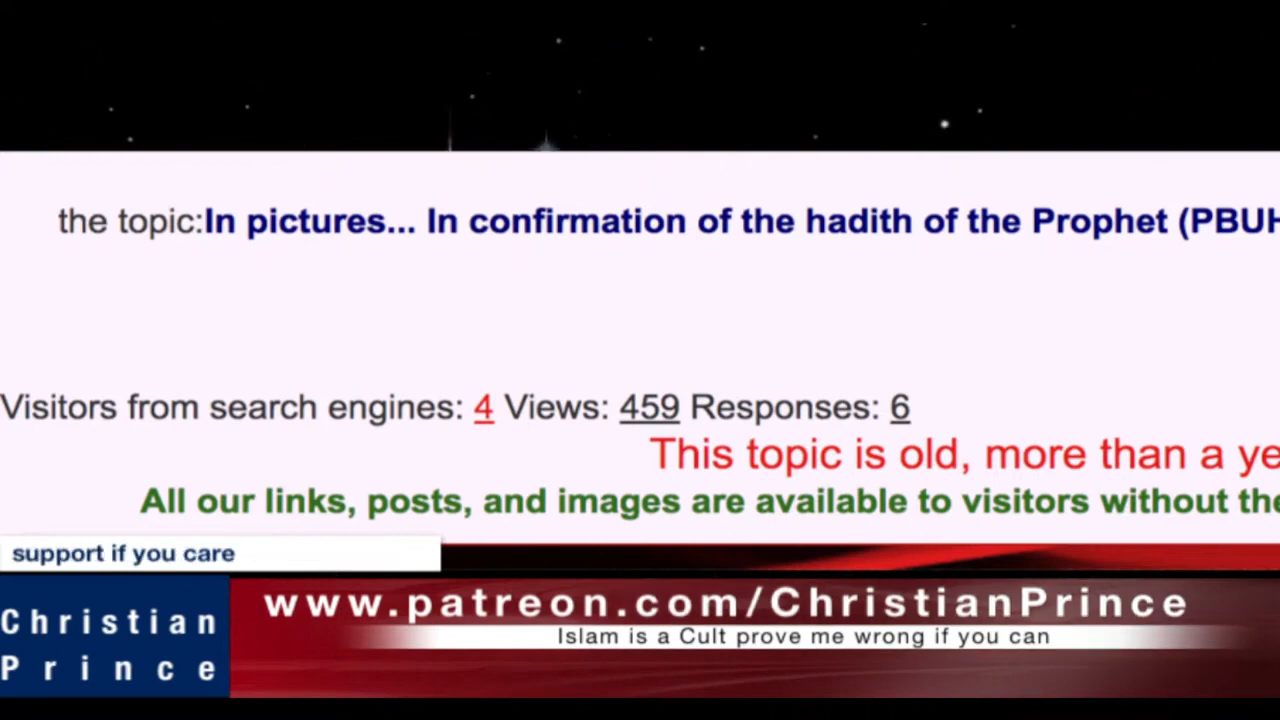 the topic:In pictures... In confirmation of the hadith of the Prophet (PBUH
Visitors from search engines: 4 Views: 459 Responses: 6
This topic is old, more than a ye
All our links, posts, and images are available to visitors without the
support if you care
Christian
Prince
www.patreon.com/ChristianPrince
Islam is a Cult prove me wrong if you can